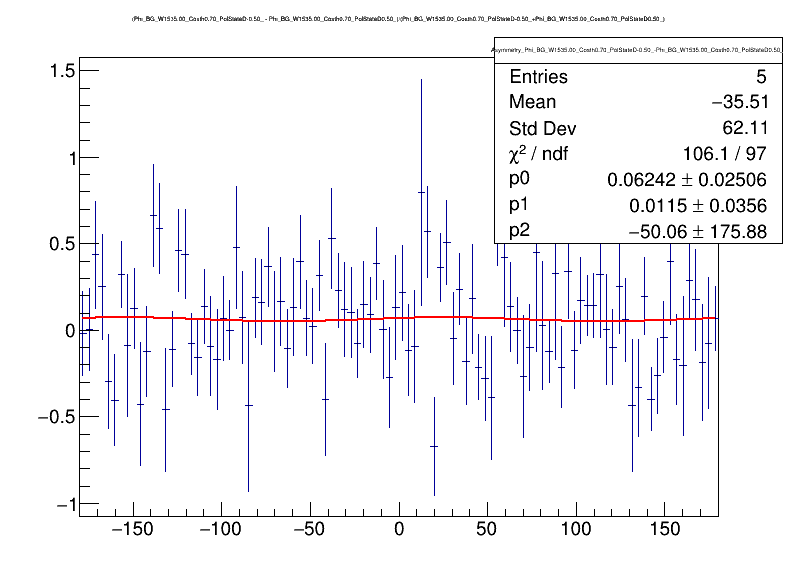 (Phi_BG_W1535.00_Costh0.70_PolStateD-0.50_- Phi_BG_W1535.00_Costh0.70_PolStateD0.50_)/(Phi_BG_W1535.00_Costh0.70_PolStateD-0.50_+Phi_BG_W1535.00_Costh0.70_PolStateD0.50_)
Asymmetry_Phi_BG_W1535.00_Costh0.70_PolStateD-0.50_-Phi_BG_W1535.00_Costh0.70_PolStateD0.50_
Entries 5
Mean −35.51
Std Dev 62.11
χ² / ndf 106.1 / 97
p0 0.06242 ± 0.02506
p1 0.0115 ± 0.0356
p2 −50.06 ± 175.88
1.5
1
0.5
0
−0.5
−1
−150 −100 −50 0 50 100 150